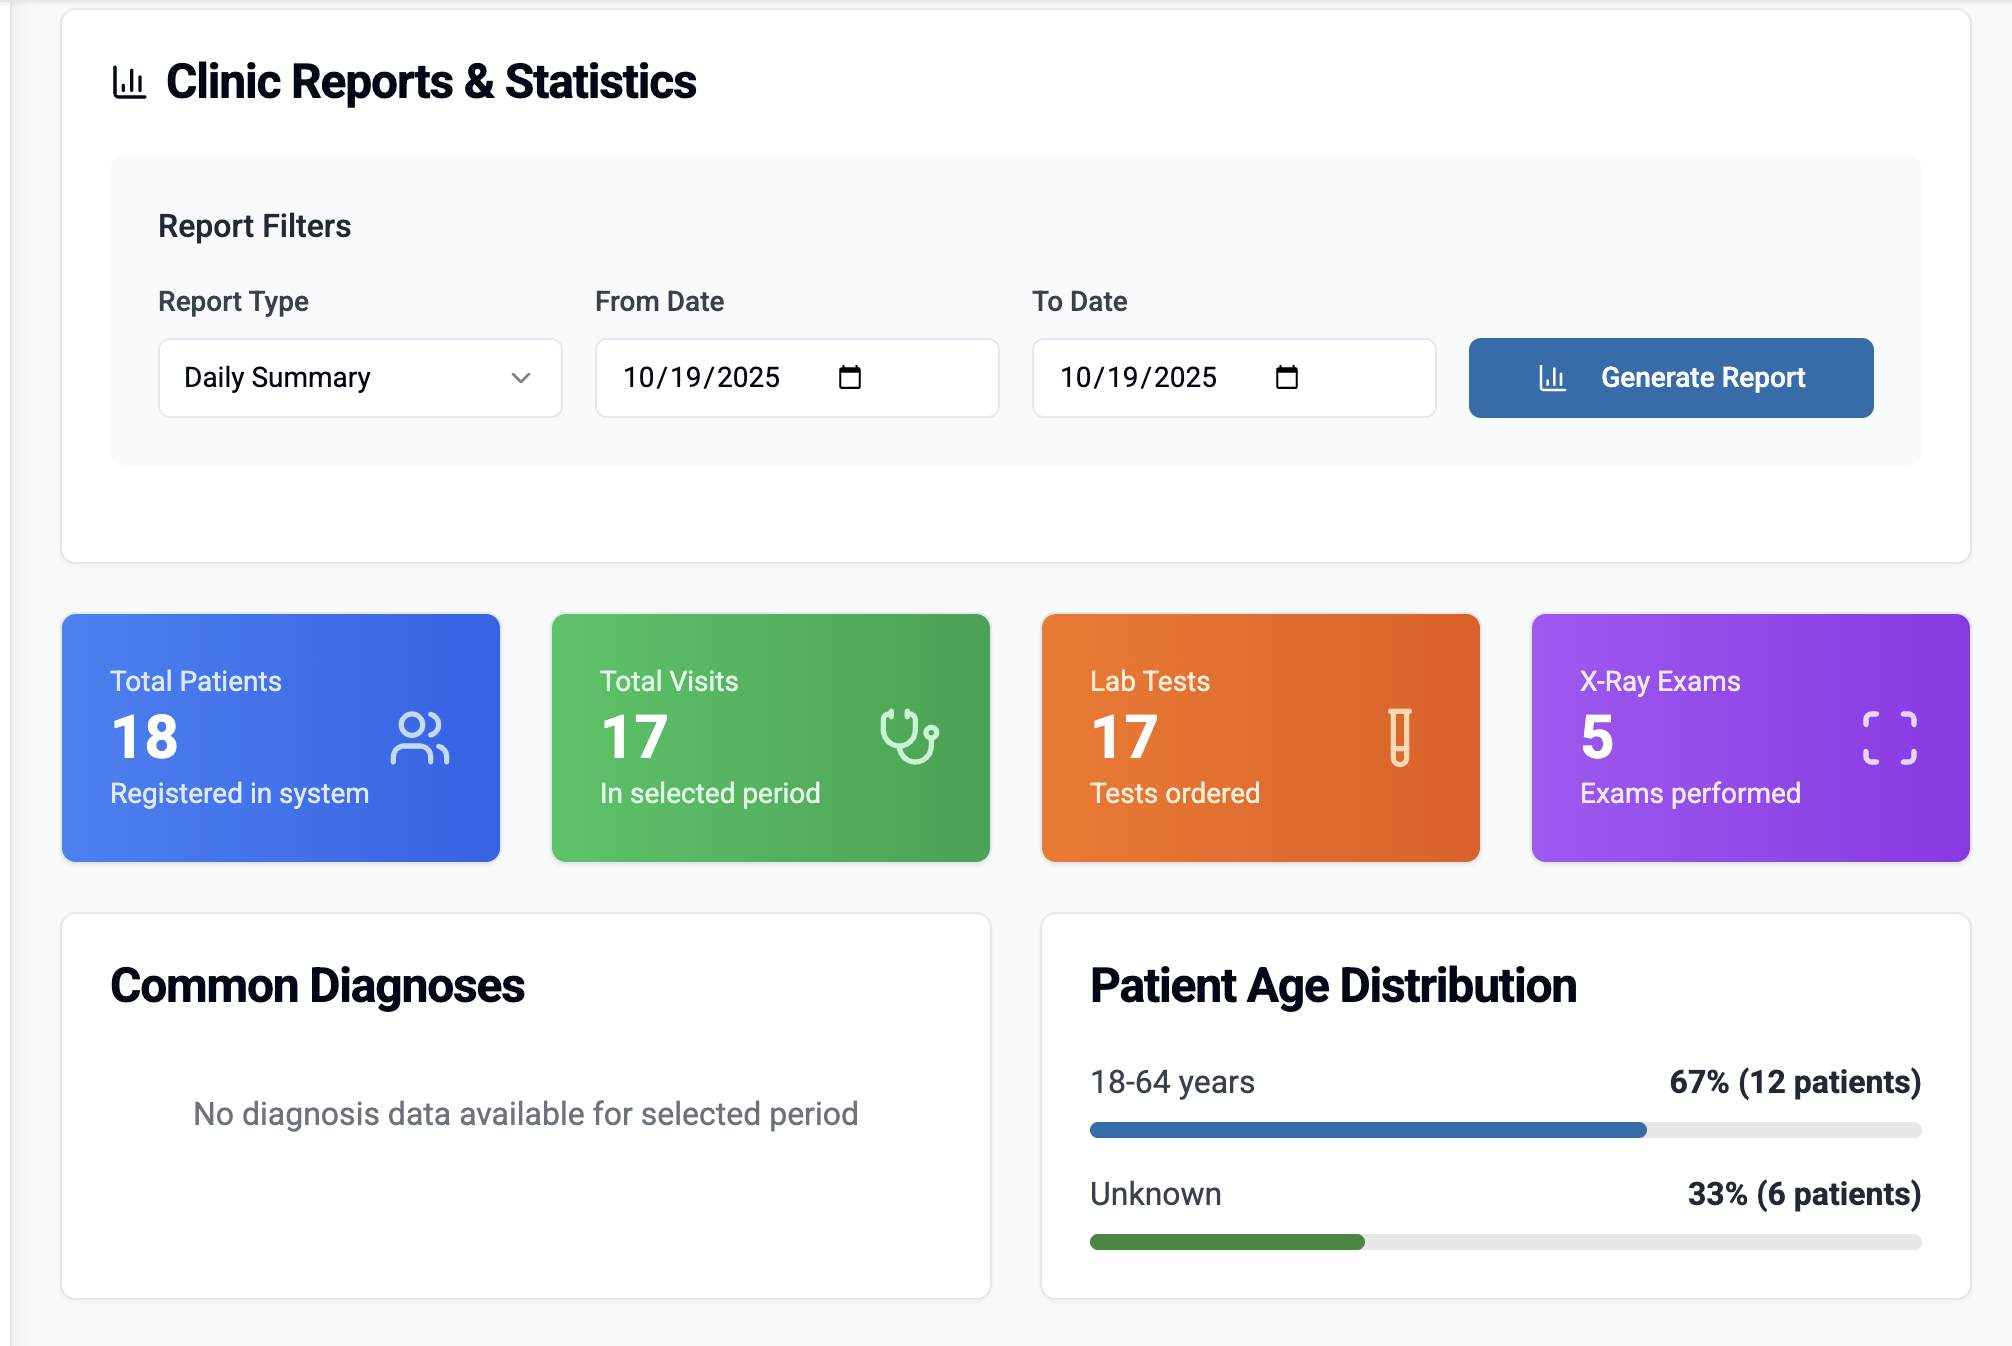 Clinic Reports & Statistics
Report Filters
Report Type
From Date
To Date
Daily Summary
10/19/2025
10/19/2025
Generate Report
Total Patients
18
Registered in system
Total Visits
17
In selected period
Lab Tests
17
Tests ordered
X-Ray Exams
5
Exams performed
Common Diagnoses
No diagnosis data available for selected period
Patient Age Distribution
18-64 years
67% (12 patients)
Unknown
33% (6 patients)